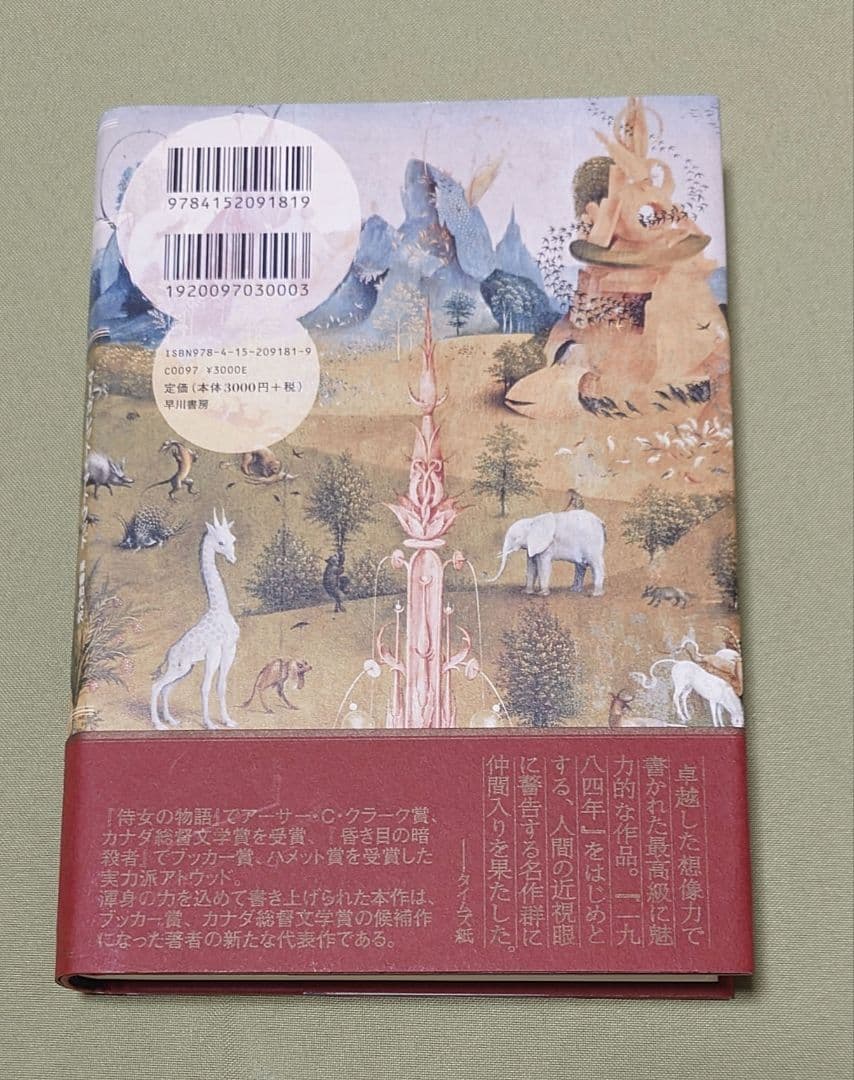 9784152091819
1920097030003
ISBN978-4-15-209181-9
C0097 ¥3000E
定価(本体3000円+税)
早川書房
卓越した想像力で
書かれた最高級に魅
力的な作品。『一九
八四年』をはじめと
する、人間の近視眼
に警告する名作群に
仲間入りを果たした。
――タイムズ紙
『侍女の物語』でアーサー・C・クラーク賞、
カナダ総督文学賞を受賞、『昏き目の暗
殺者』でブッカー賞、ハメット賞を受賞した
実力派アトウッド。
渾身の力を込めて書き上げられた本作は、
ブッカー賞、カナダ総督文学賞の候補作
になった著者の新たな代表作である。